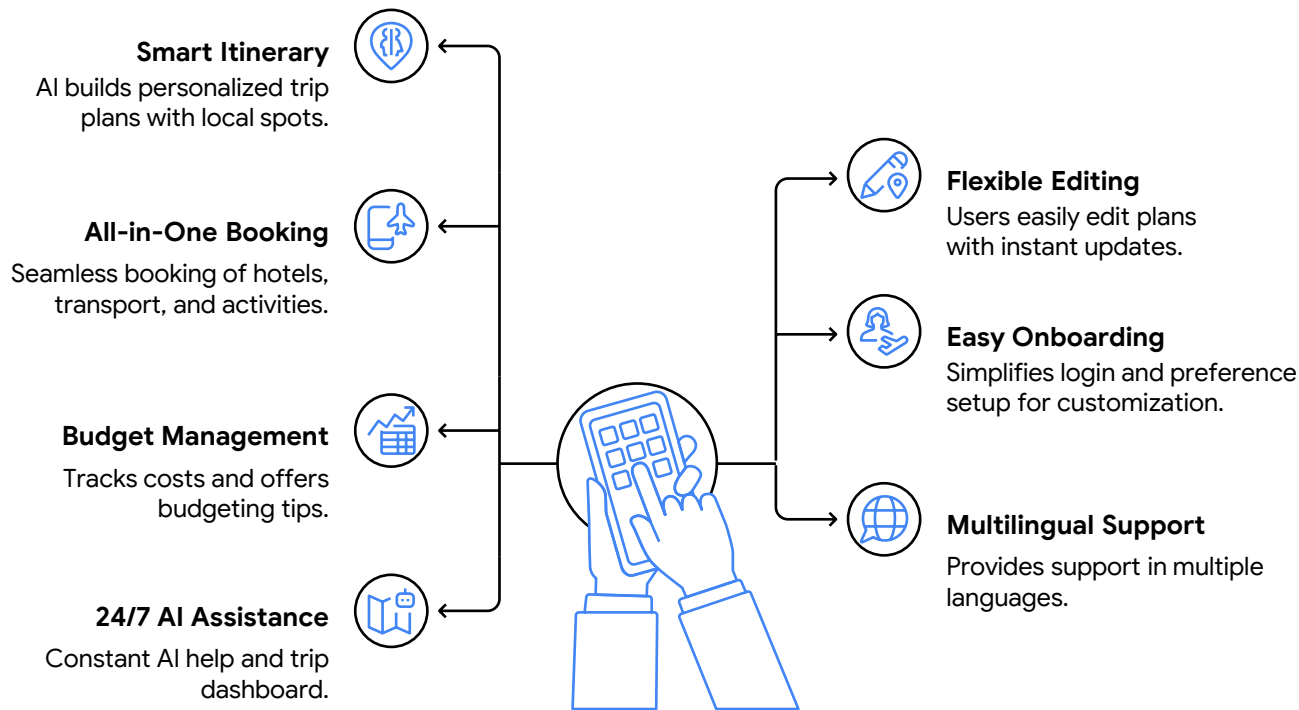 Smart Itinerary
AI builds personalized trip
plans with local spots.
All-in-One Booking
Seamless booking of hotels,
transport, and activities.
Budget Management
Tracks costs and offers
budgeting tips.
24/7 AI Assistance
Constant AI help and trip
dashboard.
Flexible Editing
Users easily edit plans
with instant updates.
Easy Onboarding
Simplifies login and preference
setup for customization.
Multilingual Support
Provides support in multiple
languages.